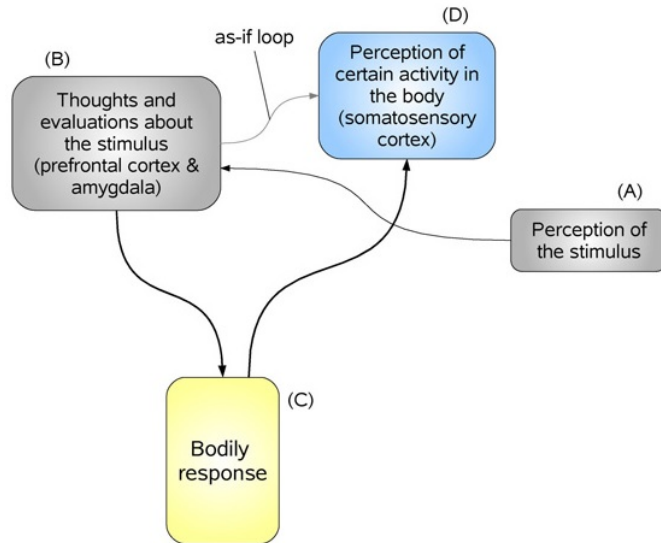 (D)
as-if loop
Perception of
certain activity in
the body
(somatosensory
cortex)
(B)
Thoughts and
evaluations about
the stimulus
(prefrontal cortex &
amygdala)
(A)
Perception of
the stimulus
(C)
Bodily
response